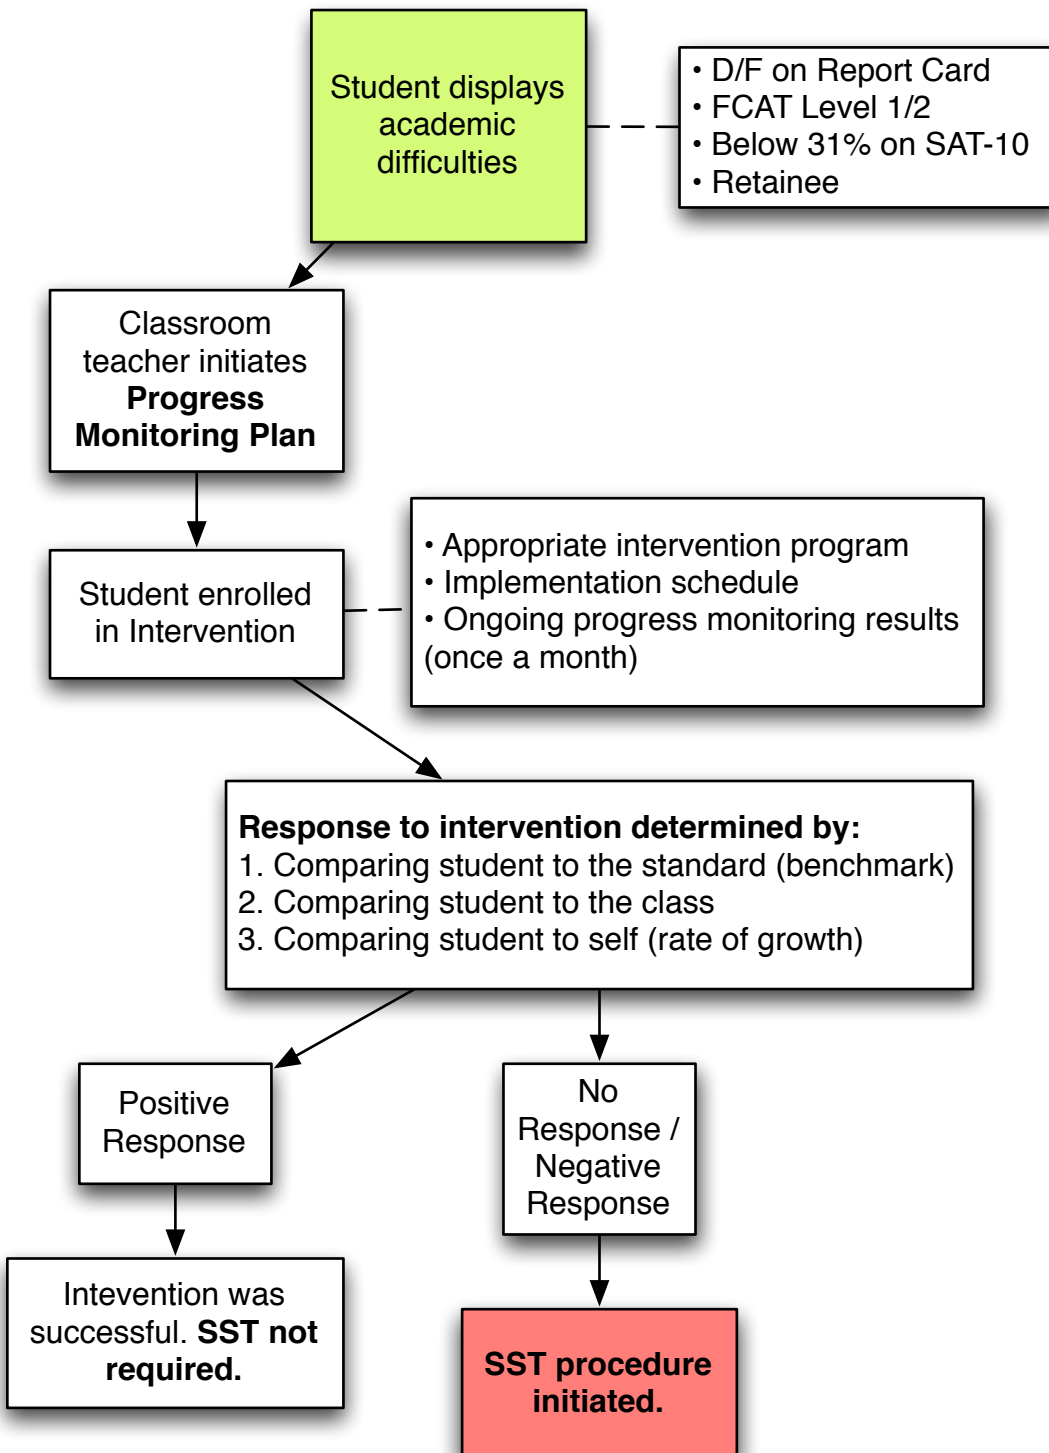 Student displays
academic
difficulties
• D/F on Report Card
• FCAT Level 1/2
• Below 31% on SAT-10
• Retainee
Classroom
teacher initiates
Progress
Monitoring Plan
Student enrolled
in Intervention
• Appropriate intervention program
• Implementation schedule
• Ongoing progress monitoring results
(once a month)
Response to intervention determined by:
1. Comparing student to the standard (benchmark)
2. Comparing student to the class
3. Comparing student to self (rate of growth)
Positive
Response
No
Response /
Negative
Response
Intevention was
successful. SST not
required.
SST procedure
initiated.